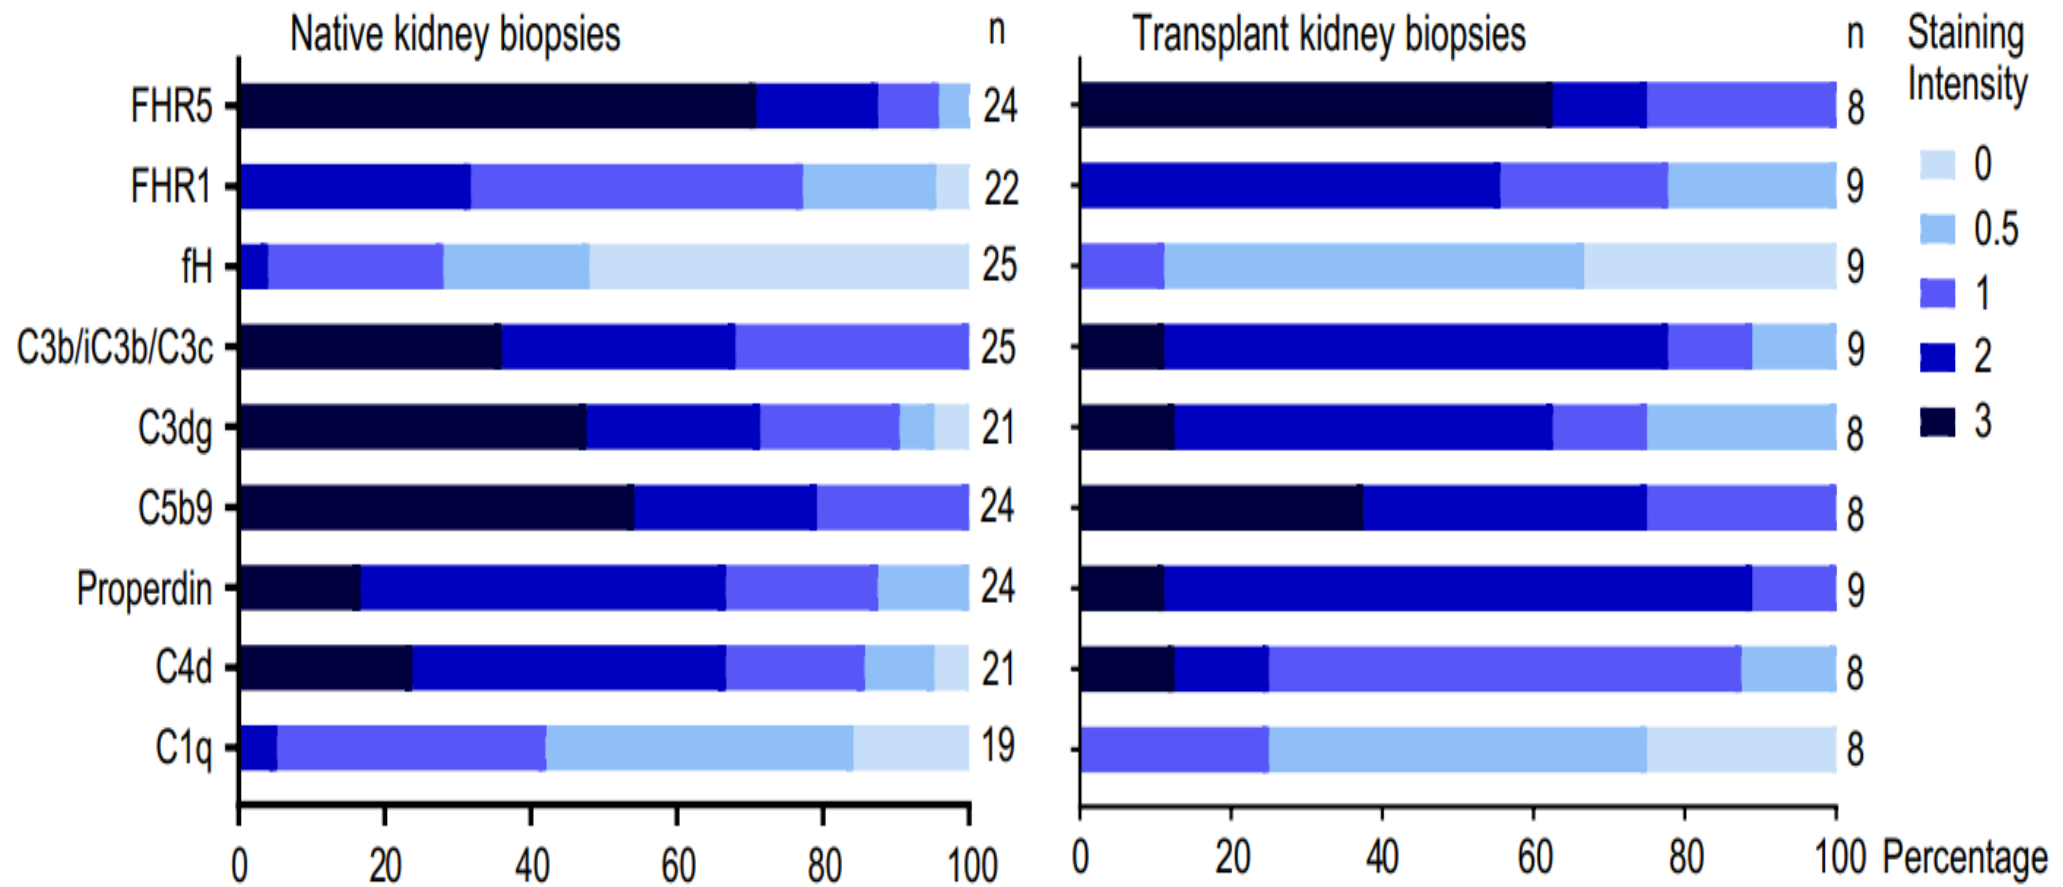 Native kidney biopsies n
FHR5 24
FHR1 22
fH 25
C3b/iC3b/C3c 25
C3dg 21
C5b9 24
Properdin 24
C4d 21
C1q 19
0 20 40 60 80 100
Transplant kidney biopsies n
8
9
9
9
8
8
9
8
8
0 20 40 60 80 100 Percentage
Staining
Intensity
0
0.5
1
2
3